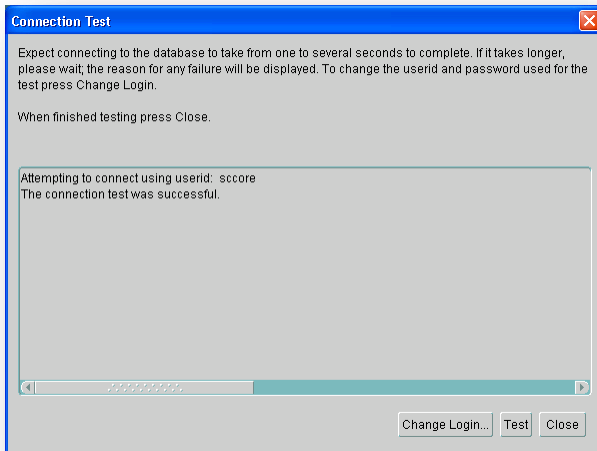 Connection Test
Expect connecting to the database to take from one to several seconds to complete. If it takes longer,
please wait; the reason for any failure will be displayed. To change the userid and password used for the
test press Change Login.
When finished testing press Close.
Attempting to connect using userid:  sccore
The connection test was successful.
Change Login... Test Close